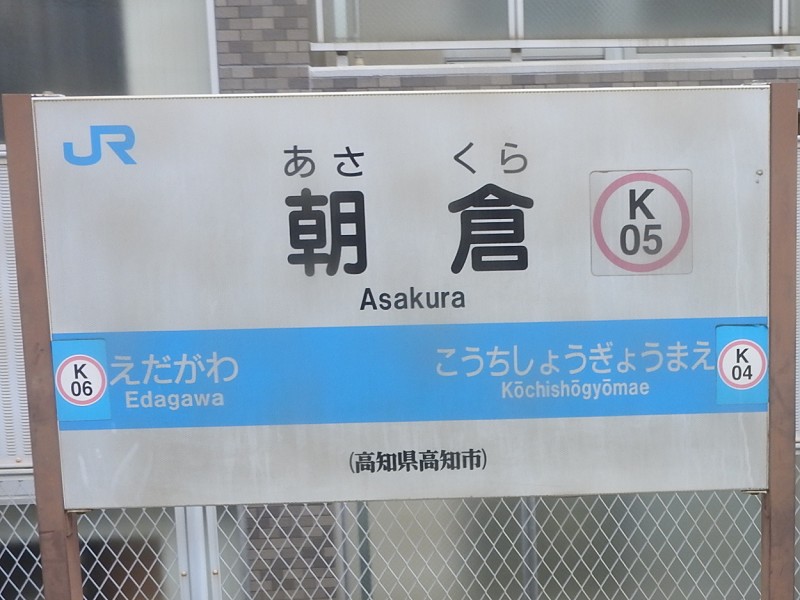 JR
あさ くら
朝 倉
K
05
Asakura
K
06
えだがわ
Edagawa
こうちしょうぎょうまえ
Kōchishōgyōmae
K
04
(高知県高知市)